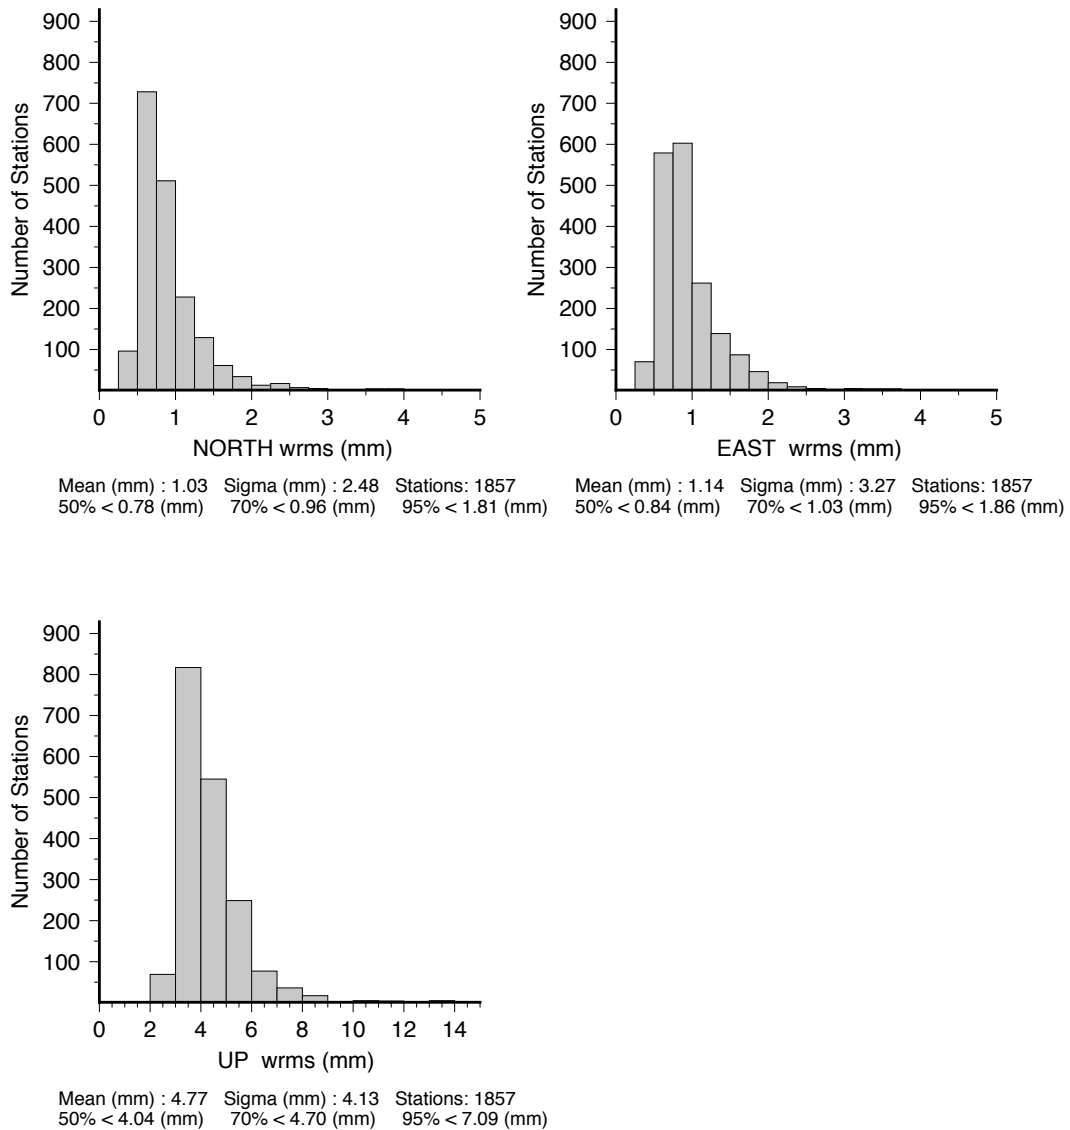 900
800
700
600
500
400
300
200
100
Number of Stations
0 1 2 3 4 5
NORTH wrms (mm)
Mean (mm) : 1.03 Sigma (mm) : 2.48 Stations: 1857
50% < 0.78 (mm) 70% < 0.96 (mm) 95% < 1.81 (mm)
900
800
700
600
500
400
300
200
100
Number of Stations
0 1 2 3 4 5
EAST wrms (mm)
Mean (mm) : 1.14 Sigma (mm) : 3.27 Stations: 1857
50% < 0.84 (mm) 70% < 1.03 (mm) 95% < 1.86 (mm)
900
800
700
600
500
400
300
200
100
Number of Stations
0 2 4 6 8 10 12 14
UP wrms (mm)
Mean (mm) : 4.77 Sigma (mm) : 4.13 Stations: 1857
50% < 4.04 (mm) 70% < 4.70 (mm) 95% < 7.09 (mm)